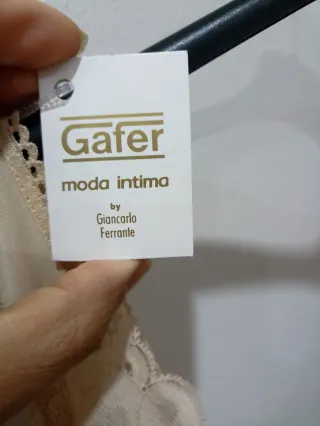 Gafer
moda intima
by
Giancarlo
Ferrante